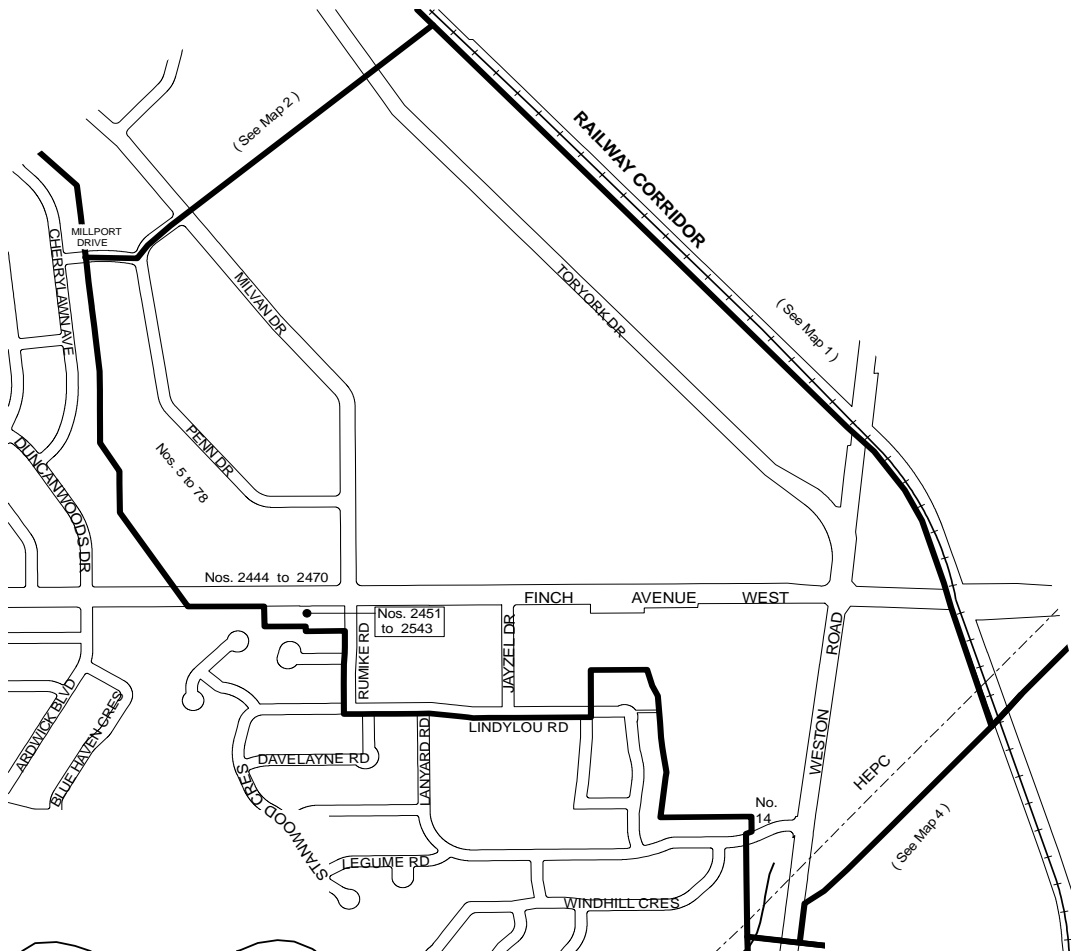 ( See Map 2 )
RAILWAY CORRIDOR
MILLPORT
DRIVE
CHERRYLAWN AVE
MILVAN DR
TORYORK DR
( See Map 1 )
PENN DR
Nos. 5 to 78
DUNCANWOODS DR
Nos. 2444 to 2470
FINCH AVENUE WEST
Nos. 2451
to 2543
RUMIKE RD
JAYZEL DR
WESTON ROAD
ARDWICK BLVD
BLUE HAVEN CRES
LINDYLOU RD
LANYARD RD
DAVELAYNE RD
STANWOOD CRES
HEPC
No.
14
( See Map 4 )
LEGUME RD
WINDHILL CRES